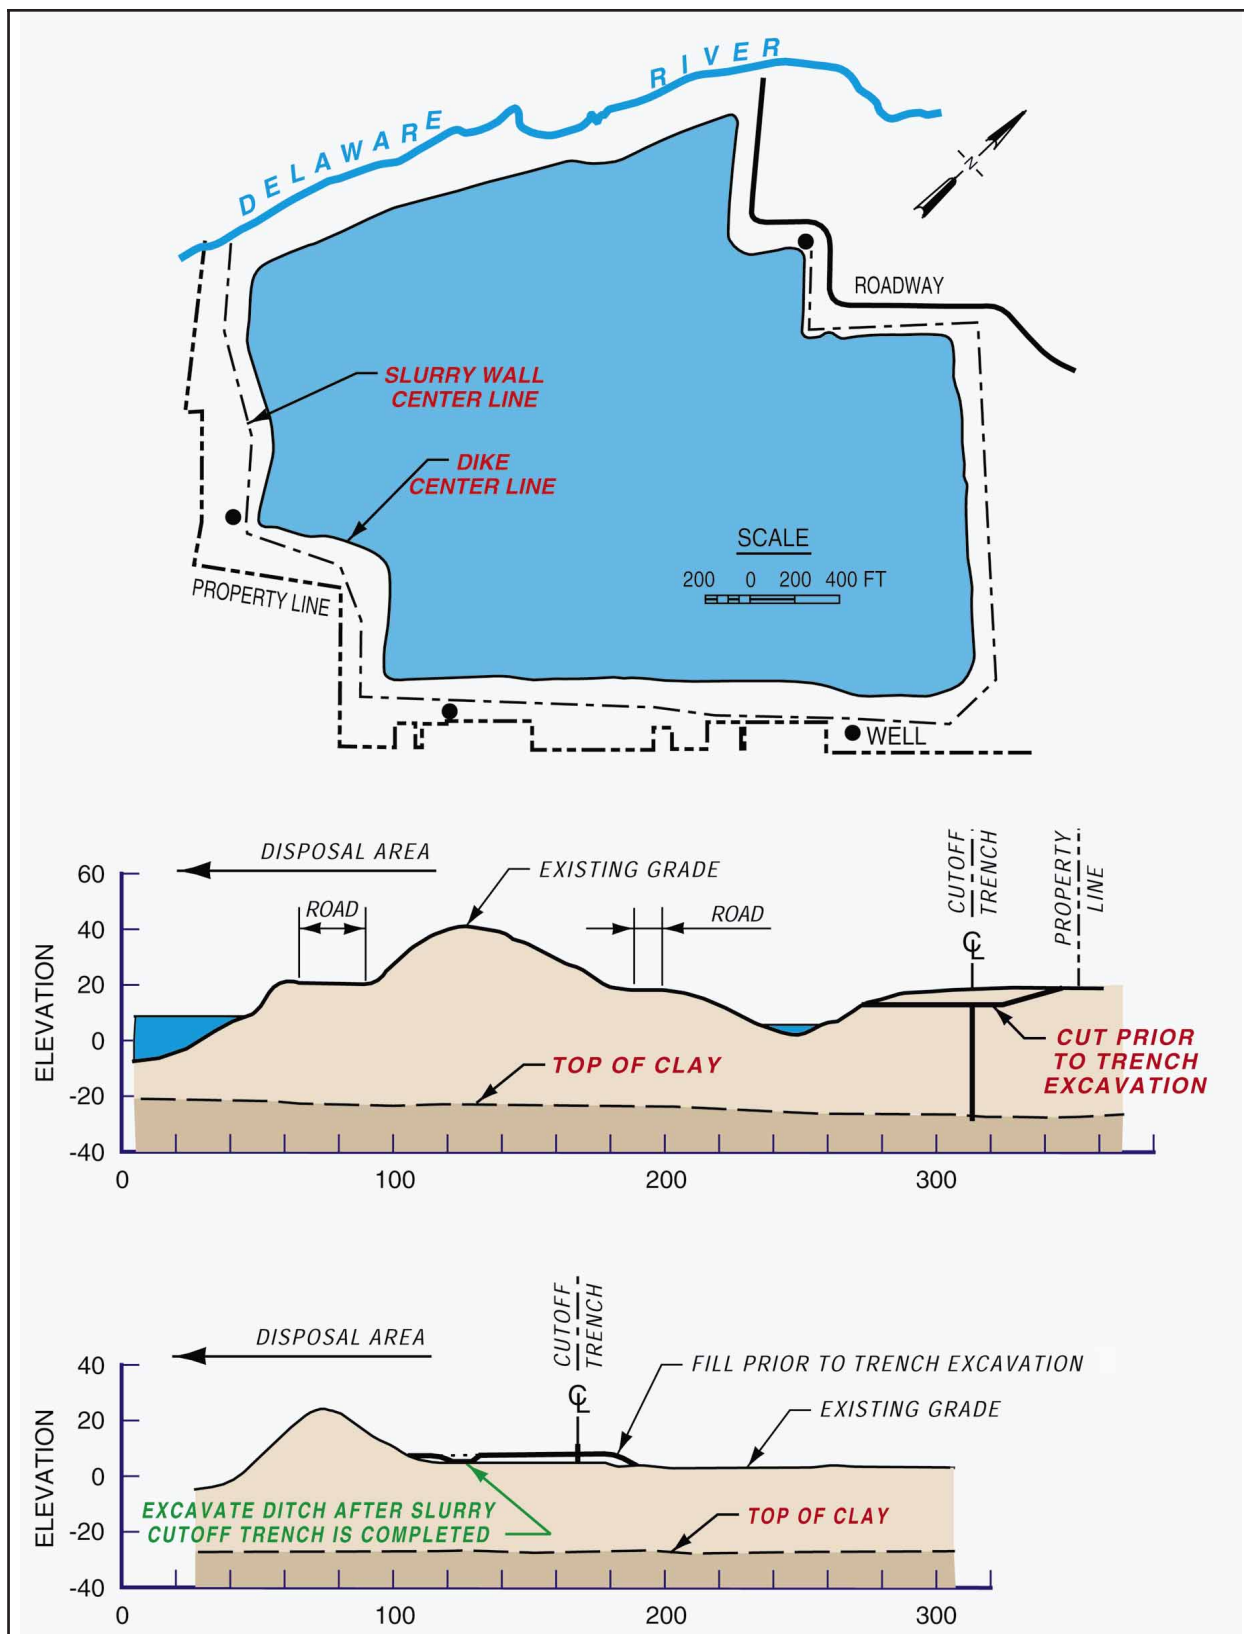 DELAWARE RIVER
N
ROADWAY
SLURRY WALL
CENTER LINE
DIKE
CENTER LINE
SCALE
200 0 200 400 FT
PROPERTY LINE
WELL
DISPOSAL AREA
EXISTING GRADE
ROAD
ROAD
CUTOFF
TRENCH
PROPERTY
LINE
℄
ELEVATION
60
40
20
0
-20
-40
TOP OF CLAY
CUT PRIOR
TO TRENCH
EXCAVATION
0 100 200 300
DISPOSAL AREA
CUTOFF
TRENCH
℄
FILL PRIOR TO TRENCH EXCAVATION
EXISTING GRADE
ELEVATION
40
20
0
-20
-40
EXCAVATE DITCH AFTER SLURRY
CUTOFF TRENCH IS COMPLETED
TOP OF CLAY
0 100 200 300